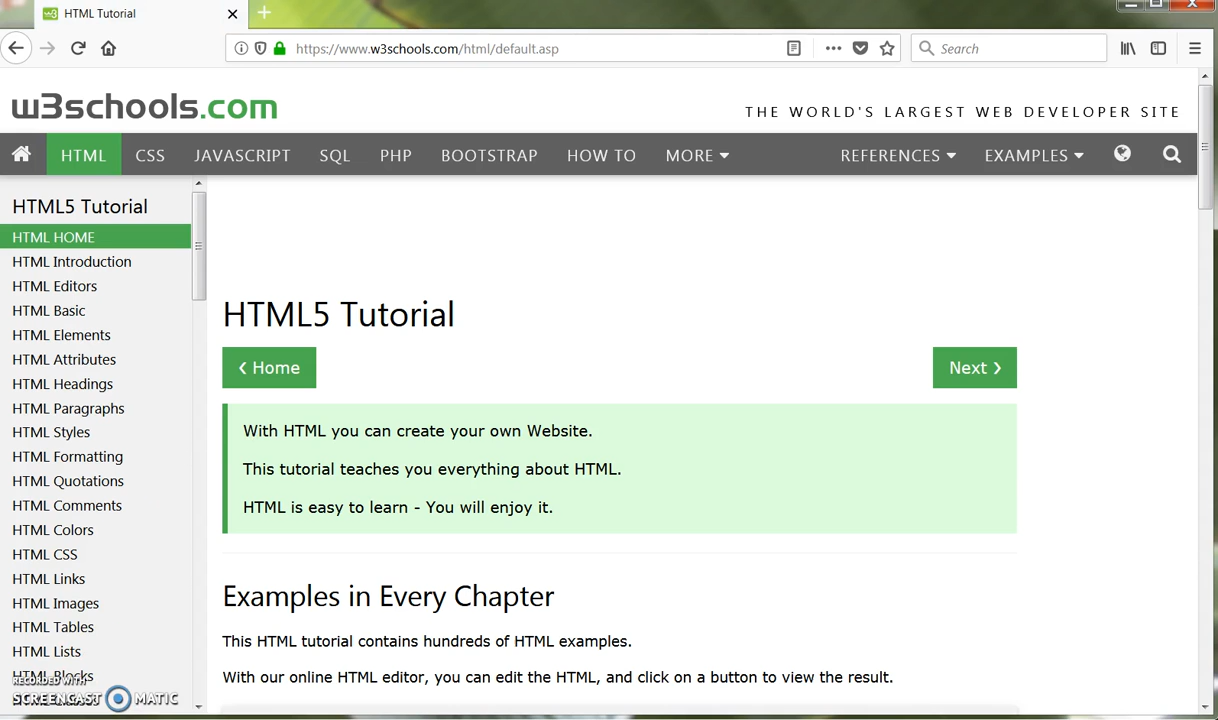 HTML Tutorial
https://www.w3schools.com/html/default.asp
Search
w3schools.com
THE WORLD'S LARGEST WEB DEVELOPER SITE
HTML CSS JAVASCRIPT SQL PHP BOOTSTRAP HOW TO MORE REFERENCES EXAMPLES
HTML5 Tutorial
HTML HOME
HTML Introduction
HTML Editors
HTML Basic
HTML Elements
HTML Attributes
HTML Headings
HTML Paragraphs
HTML Styles
HTML Formatting
HTML Quotations
HTML Comments
HTML Colors
HTML CSS
HTML Links
HTML Images
HTML Tables
HTML Lists
HTML Blocks
RECORDED WITH
SCREENCAST MATIC
HTML5 Tutorial
❮ Home
Next ❯
With HTML you can create your own Website.
This tutorial teaches you everything about HTML.
HTML is easy to learn - You will enjoy it.
Examples in Every Chapter
This HTML tutorial contains hundreds of HTML examples.
With our online HTML editor, you can edit the HTML, and click on a button to view the result.